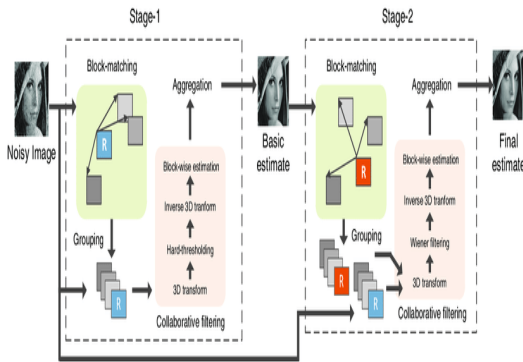 Stage-1
Stage-2
Block-matching
Aggregation
R
Noisy Image
Block-wise estimation
Inverse 3D tranform
Hard-thresholding
3D transform
Grouping
R
Collaborative filtering
Basic
estimate
Block-matching
Aggregation
R
Block-wise estimation
Inverse 3D tranform
Wiener filtering
3D transform
Grouping
R
R
Collaborative filtering
Final
estimate